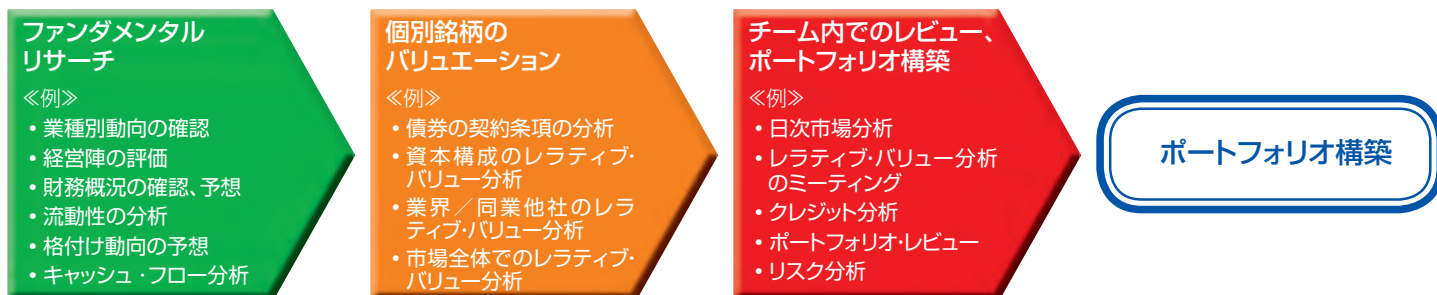 ファンダメンタル
リサーチ
≪例≫
• 業種別動向の確認
• 経営陣の評価
• 財務概況の確認、予想
• 流動性の分析
• 格付け動向の予想
• キャッシュ・フロー分析
個別銘柄の
バリュエーション
≪例≫
• 債券の契約条項の分析
• 資本構成のレラティブ・
バリュー分析
• 業界／同業他社のレラ
ティブ・バリュー分析
• 市場全体でのレラティブ・
バリュー分析
チーム内でのレビュー、
ポートフォリオ構築
≪例≫
• 日次市場分析
• レラティブ・バリュー分析
のミーティング
• クレジット分析
• ポートフォリオ・レビュー
• リスク分析
ポートフォリオ構築